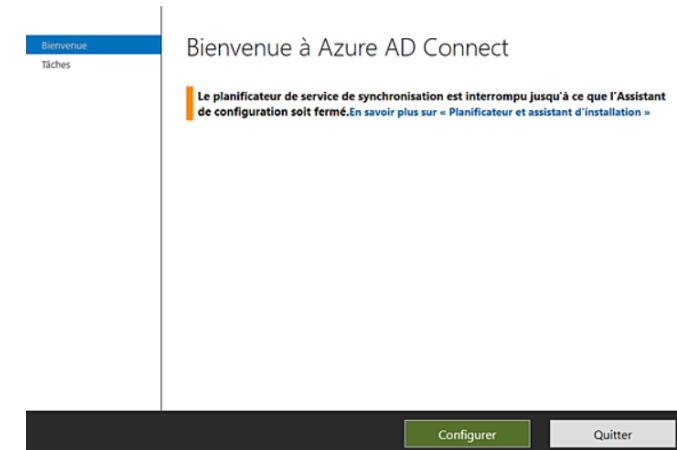 Bienvenue
Tâches
Bienvenue à Azure AD Connect
Le planificateur de service de synchronisation est interrompu jusqu'à ce que l'Assistant
de configuration soit fermé.En savoir plus sur « Planificateur et assistant d'installation »
Configurer
Quitter